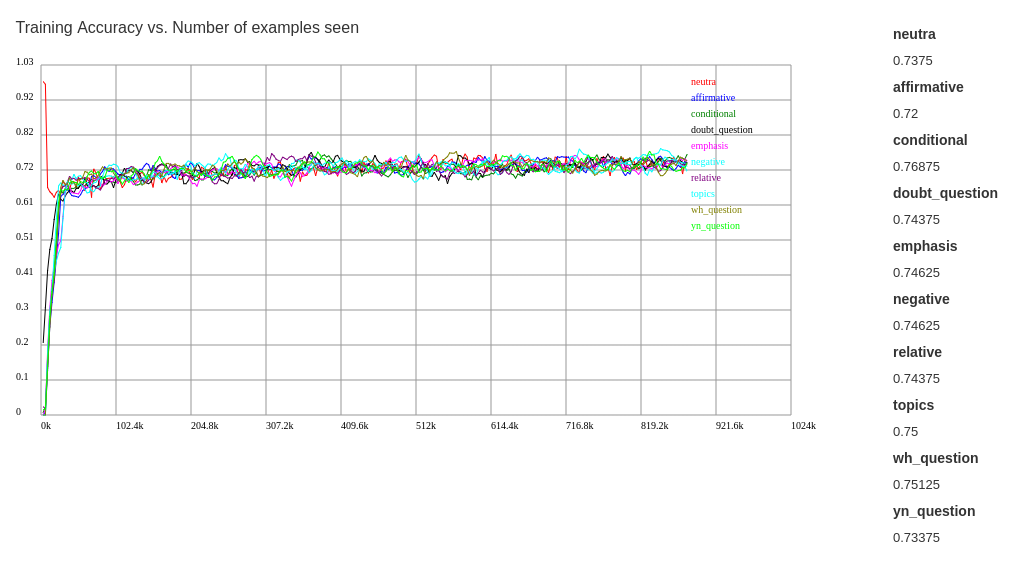 Training Accuracy vs. Number of examples seen
1.03
0.92
0.82
0.72
0.61
0.51
0.41
0.3
0.2
0.1
0
0k 102.4k 204.8k 307.2k 409.6k 512k 614.4k 716.8k 819.2k 921.6k 1024k
neutra
affirmative
conditional
doubt_question
emphasis
negative
relative
topics
wh_question
yn_question
neutra
0.7375
affirmative
0.72
conditional
0.76875
doubt_question
0.74375
emphasis
0.74625
negative
0.74625
relative
0.74375
topics
0.75
wh_question
0.75125
yn_question
0.73375